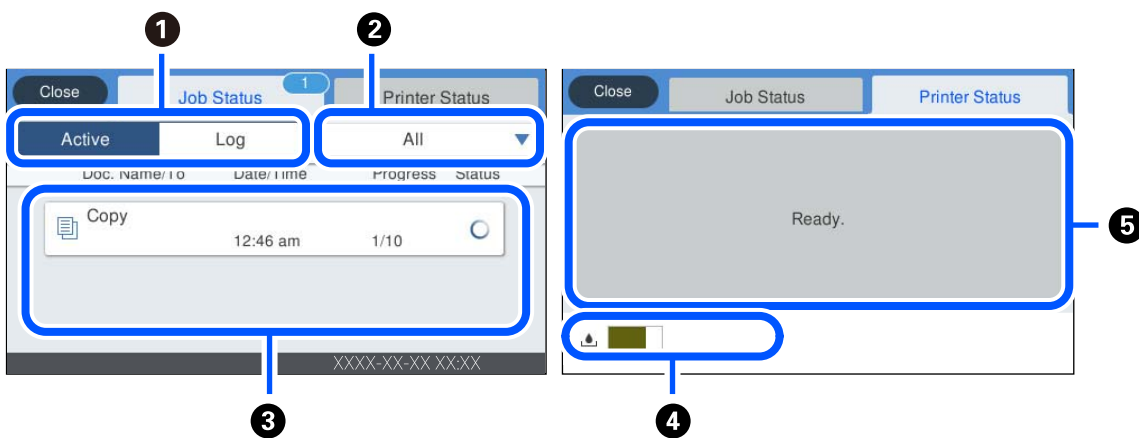 1 2
Close Job Status 1 Printer Status
Active Log All
Doc. Name/To Date/Time Progress Status
Copy
12:46 am 1/10
XXXX-XX-XX XX:XX
3
Close Job Status Printer Status
Ready.
5
4